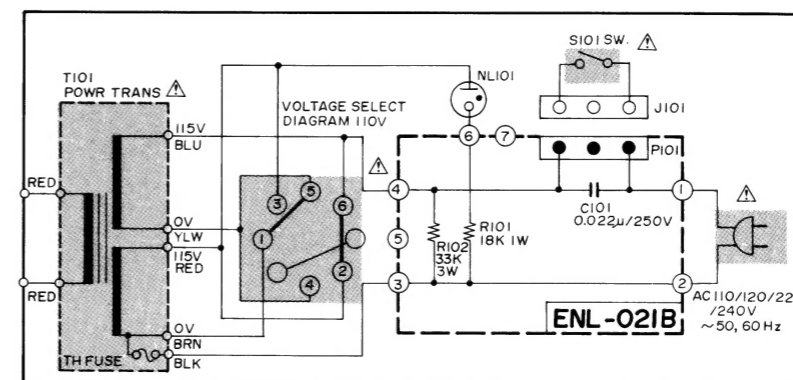 S101 SW.
T101
POWR TRANS
NL101
J101
VOLTAGE SELECT
DIAGRAM 110V
115V
BLU
6
7
P101
RED
3
5
6
4
1
C101
0.022μ/250V
0V
YLW
115V
RED
1
5
R102
33K
3W
R101
18K 1W
RED
4
2
3
2
AC110/120/22
/240V
~50, 60Hz
0V
BRN
TH FUSE
BLK
ENL-021B